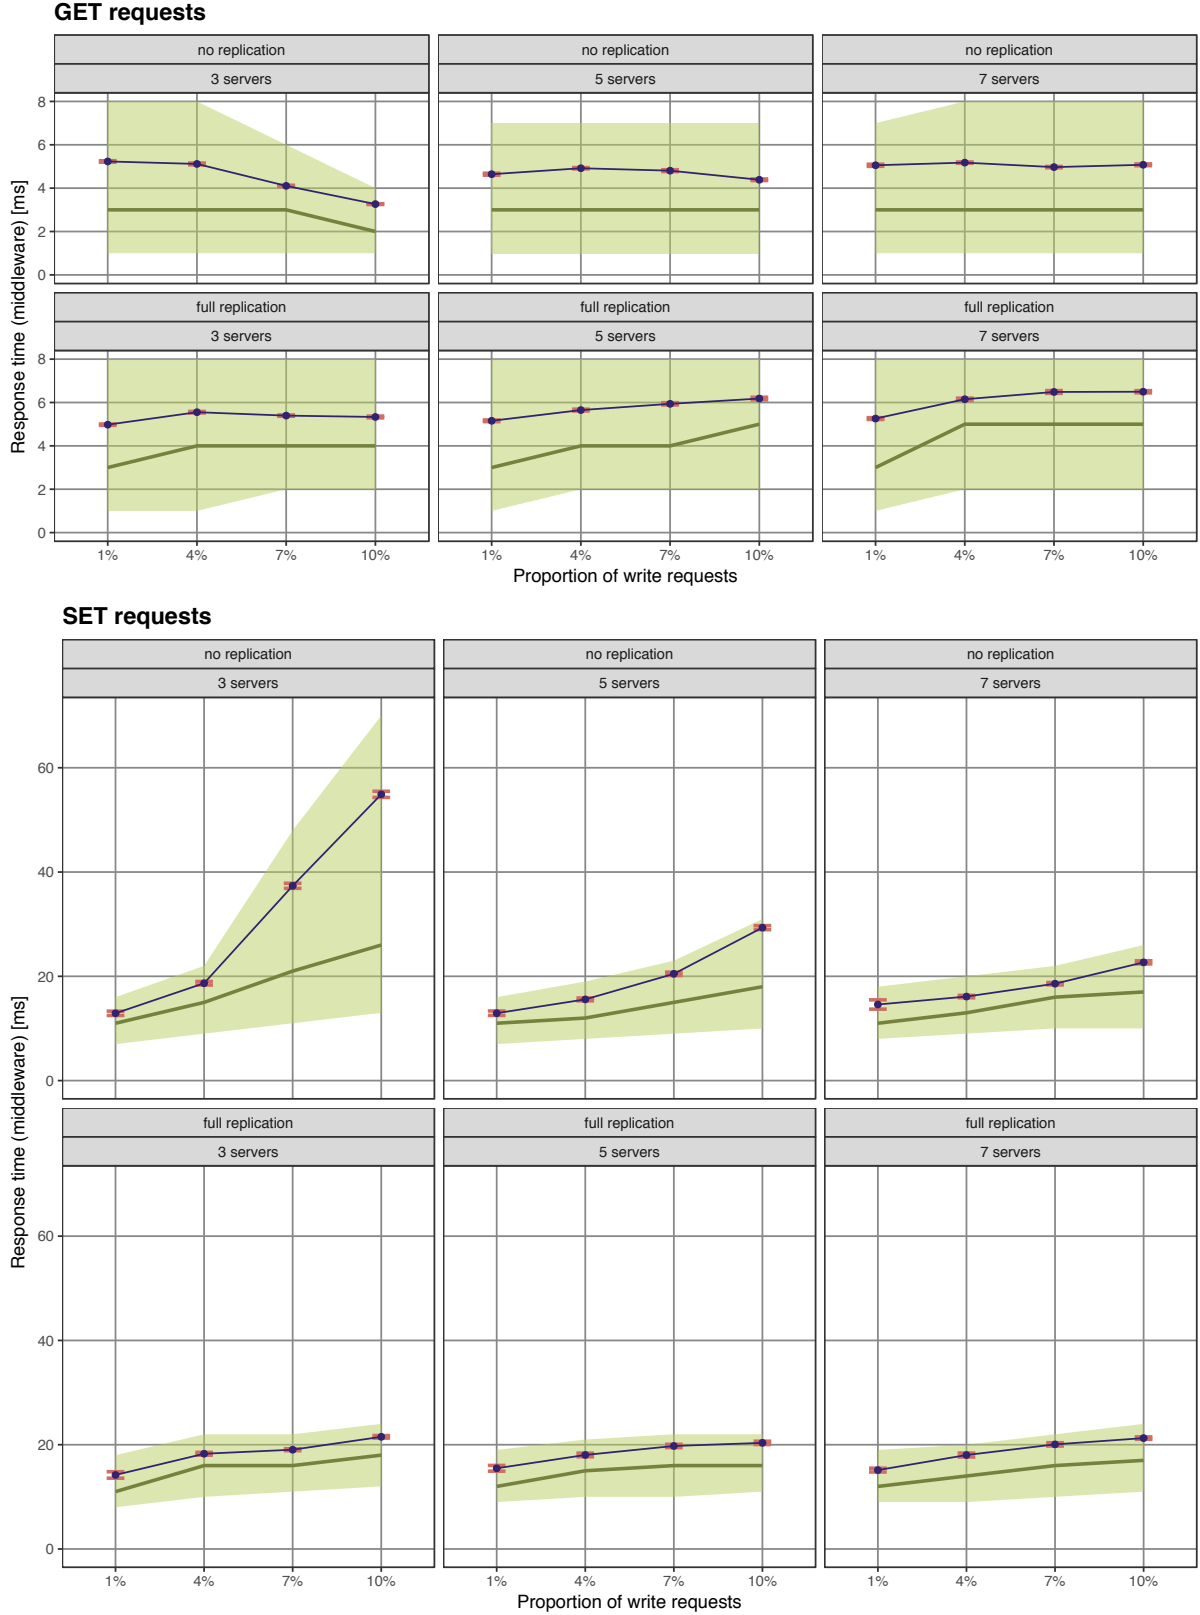 GET requests
no replication no replication no replication
3 servers 5 servers 7 servers
8
6
4
2
0
full replication full replication full replication
3 servers 5 servers 7 servers
8
6
4
2
0
Response time (middleware) [ms]
1% 4% 7% 10% 1% 4% 7% 10% 1% 4% 7% 10%
Proportion of write requests
SET requests
no replication no replication no replication
3 servers 5 servers 7 servers
60
40
20
0
full replication full replication full replication
3 servers 5 servers 7 servers
60
40
20
0
Response time (middleware) [ms]
1% 4% 7% 10% 1% 4% 7% 10% 1% 4% 7% 10%
Proportion of write requests